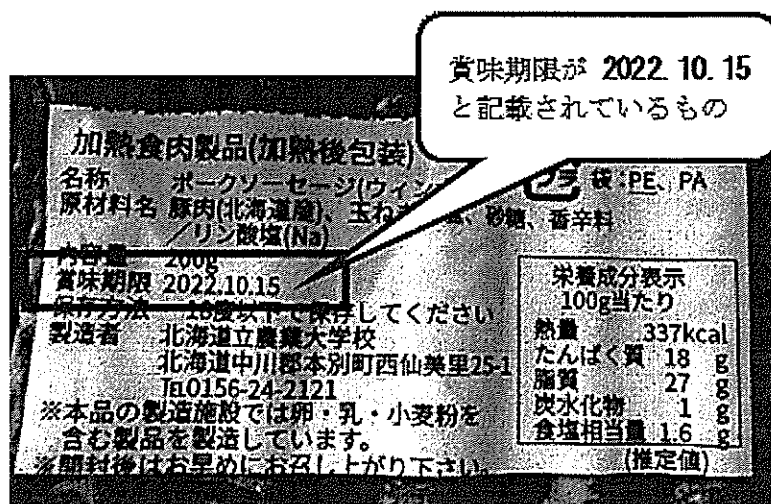 賞味期限が 2022.10.15
と記載されているもの
加熱食肉製品(加熱後包装)
プラ 袋:PE、PA
名称 ポークソーセージ(ウィン
原材料名 豚肉(北海道産)、玉ね 、砂糖、香辛料
/リン酸塩(Na)
内容量 200g
賞味期限 2022.10.15
保存方法 -18度以下で保存してください
製造者 北海道立農業大学校
北海道中川郡本別町西仙美里25-1
TEL0156-24-2121
※本品の製造施設では卵・乳・小麦粉を
含む製品を製造しています。
※開封後はお早めにお召し上がり下さい。
栄養成分表示
100g当たり
熱量 337kcal
たんぱく質 18 g
脂質 27 g
炭水化物 1 g
食塩相当量 1.6 g
(推定値)